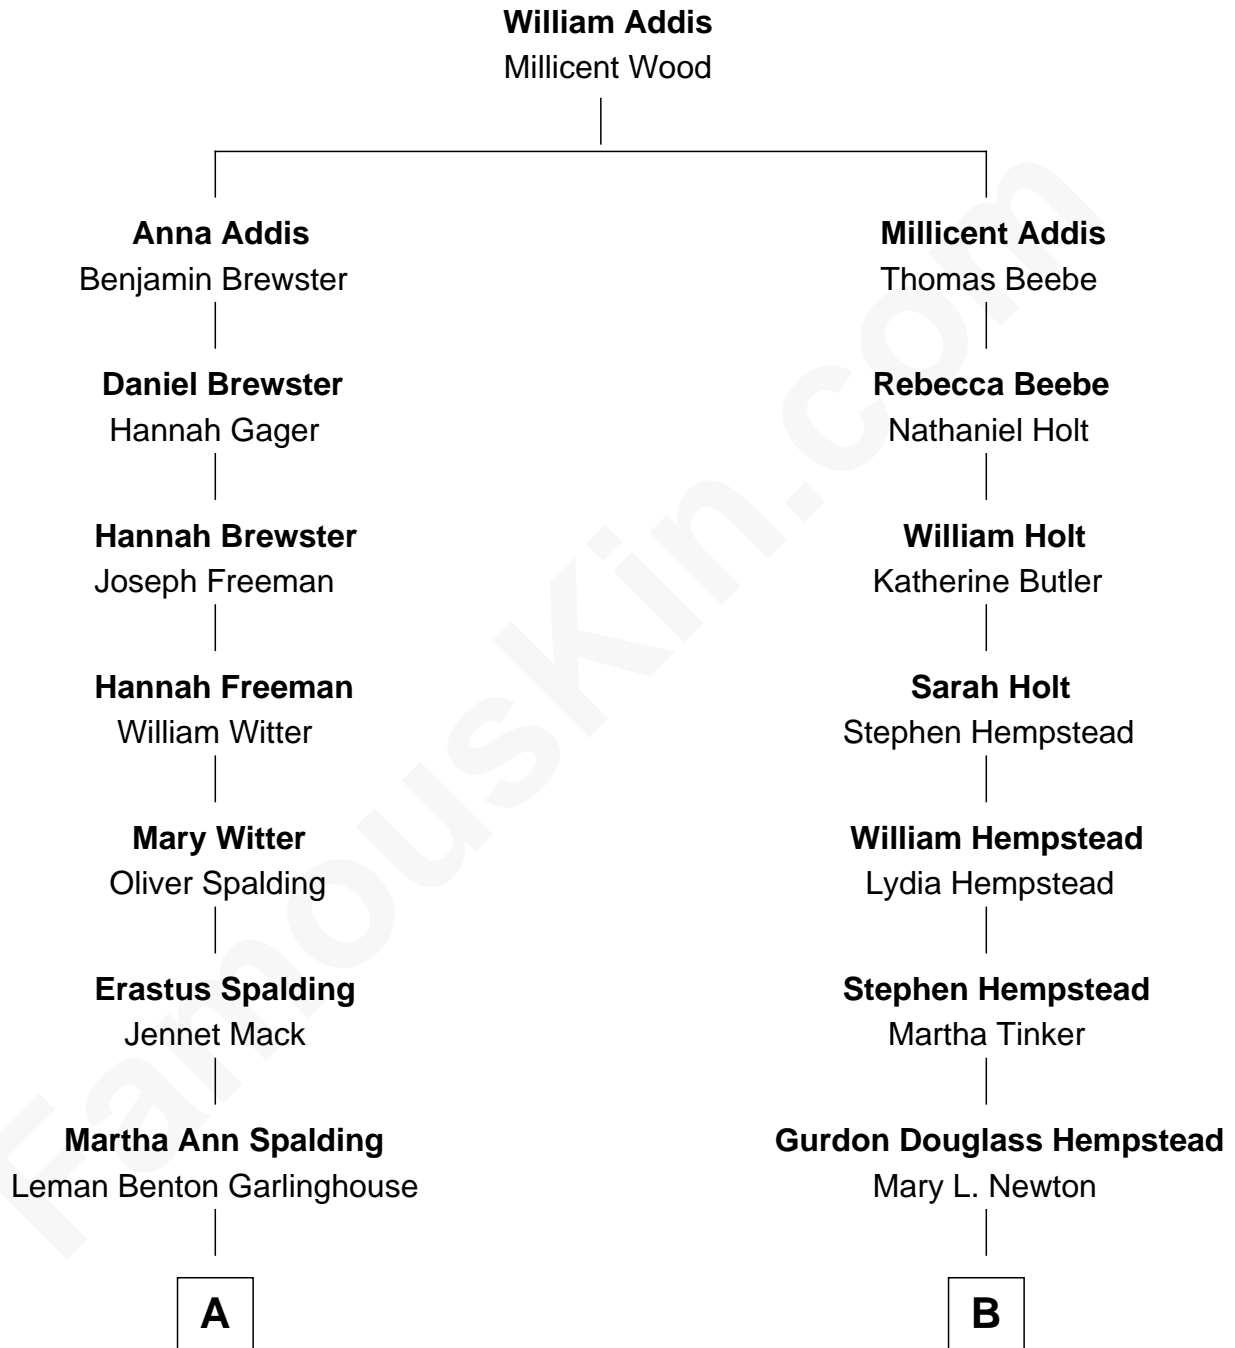 William Addis
Millicent Wood
Anna Addis
Benjamin Brewster
Millicent Addis
Thomas Beebe
Daniel Brewster
Hannah Gager
Rebecca Beebe
Nathaniel Holt
Hannah Brewster
Joseph Freeman
William Holt
Katherine Butler
Hannah Freeman
William Witter
Sarah Holt
Stephen Hempstead
Mary Witter
Oliver Spalding
William Hempstead
Lydia Hempstead
Erastus Spalding
Jennet Mack
Stephen Hempstead
Martha Tinker
Martha Ann Spalding
Leman Benton Garlinghouse
Gurdon Douglass Hempstead
Mary L. Newton
A
B
FamousKin.com